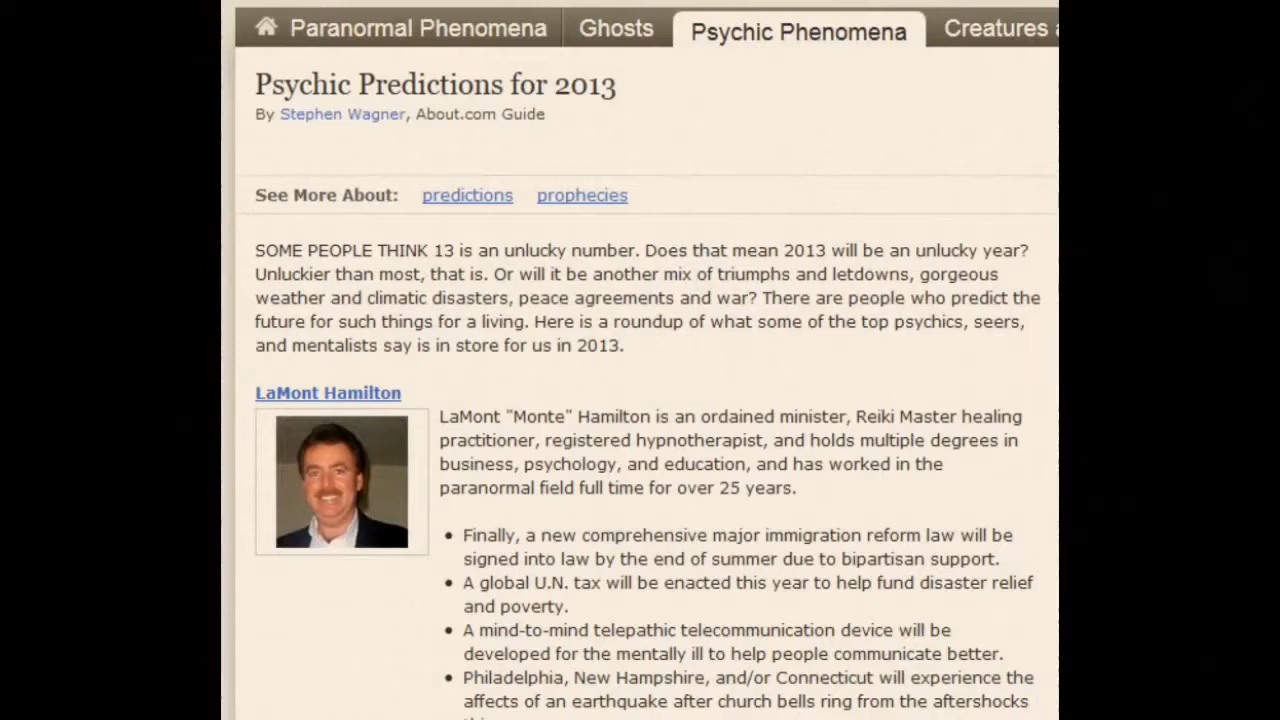 Paranormal Phenomena Ghosts Psychic Phenomena Creatures
Psychic Predictions for 2013
By Stephen Wagner, About.com Guide
See More About: predictions prophecies
SOME PEOPLE THINK 13 is an unlucky number. Does that mean 2013 will be an unlucky year?
Unluckier than most, that is. Or will it be another mix of triumphs and letdowns, gorgeous
weather and climatic disasters, peace agreements and war? There are people who predict the
future for such things for a living. Here is a roundup of what some of the top psychics, seers,
and mentalists say is in store for us in 2013.
LaMont Hamilton
LaMont "Monte" Hamilton is an ordained minister, Reiki Master healing
practitioner, registered hypnotherapist, and holds multiple degrees in
business, psychology, and education, and has worked in the
paranormal field full time for over 25 years.
• Finally, a new comprehensive major immigration reform law will be
signed into law by the end of summer due to bipartisan support.
• A global U.N. tax will be enacted this year to help fund disaster relief
and poverty.
• A mind-to-mind telepathic telecommunication device will be
developed for the mentally ill to help people communicate better.
• Philadelphia, New Hampshire, and/or Connecticut will experience the
affects of an earthquake after church bells ring from the aftershocks